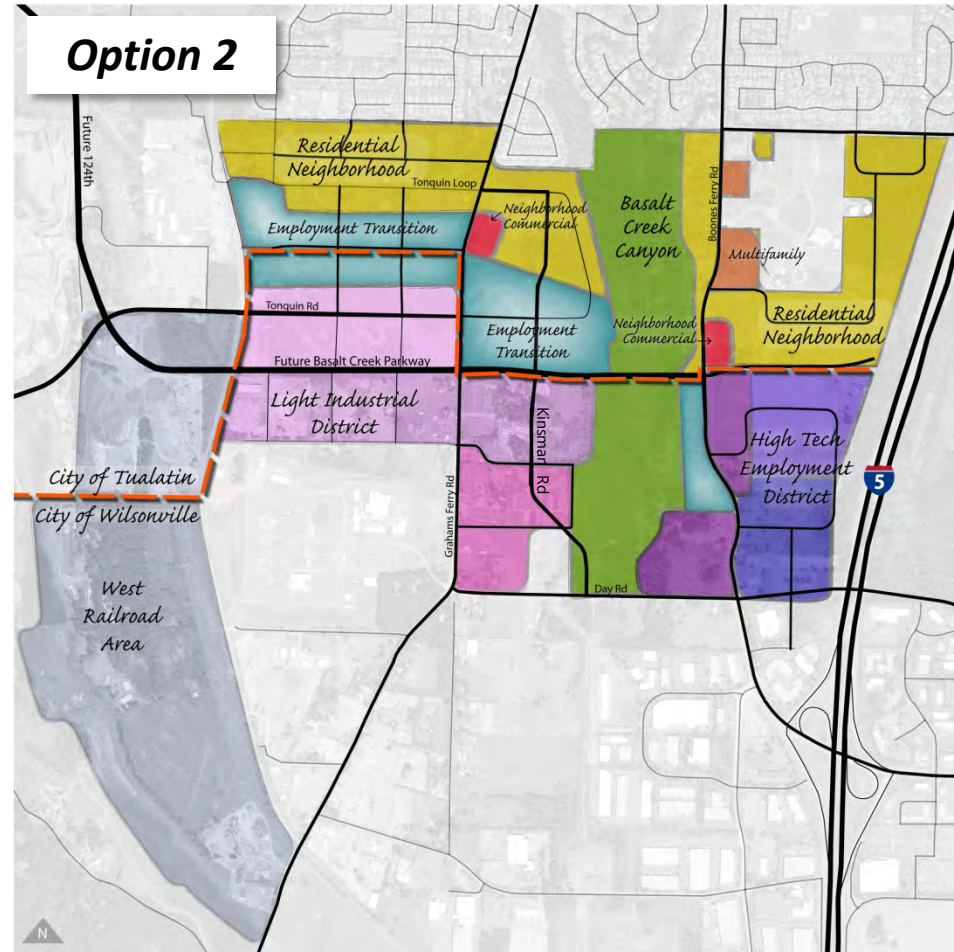 Option 2
Future 124th
Residential
Neighborhood
Tonquin Loop
Employment Transition
Neighborhood
Commercial
Basalt
Creek
Canyon
Boones Ferry Rd
Multifamily
Tonquin Rd
Employment
Transition
Neighborhood
Commercial
Residential
Neighborhood
Future Basalt Creek Parkway
Light Industrial
District
Kinsman Rd
High Tech
Employment
District
5
City of Tualatin
City of Wilsonville
Grahams Ferry Rd
West
Railroad
Area
Day Rd
N